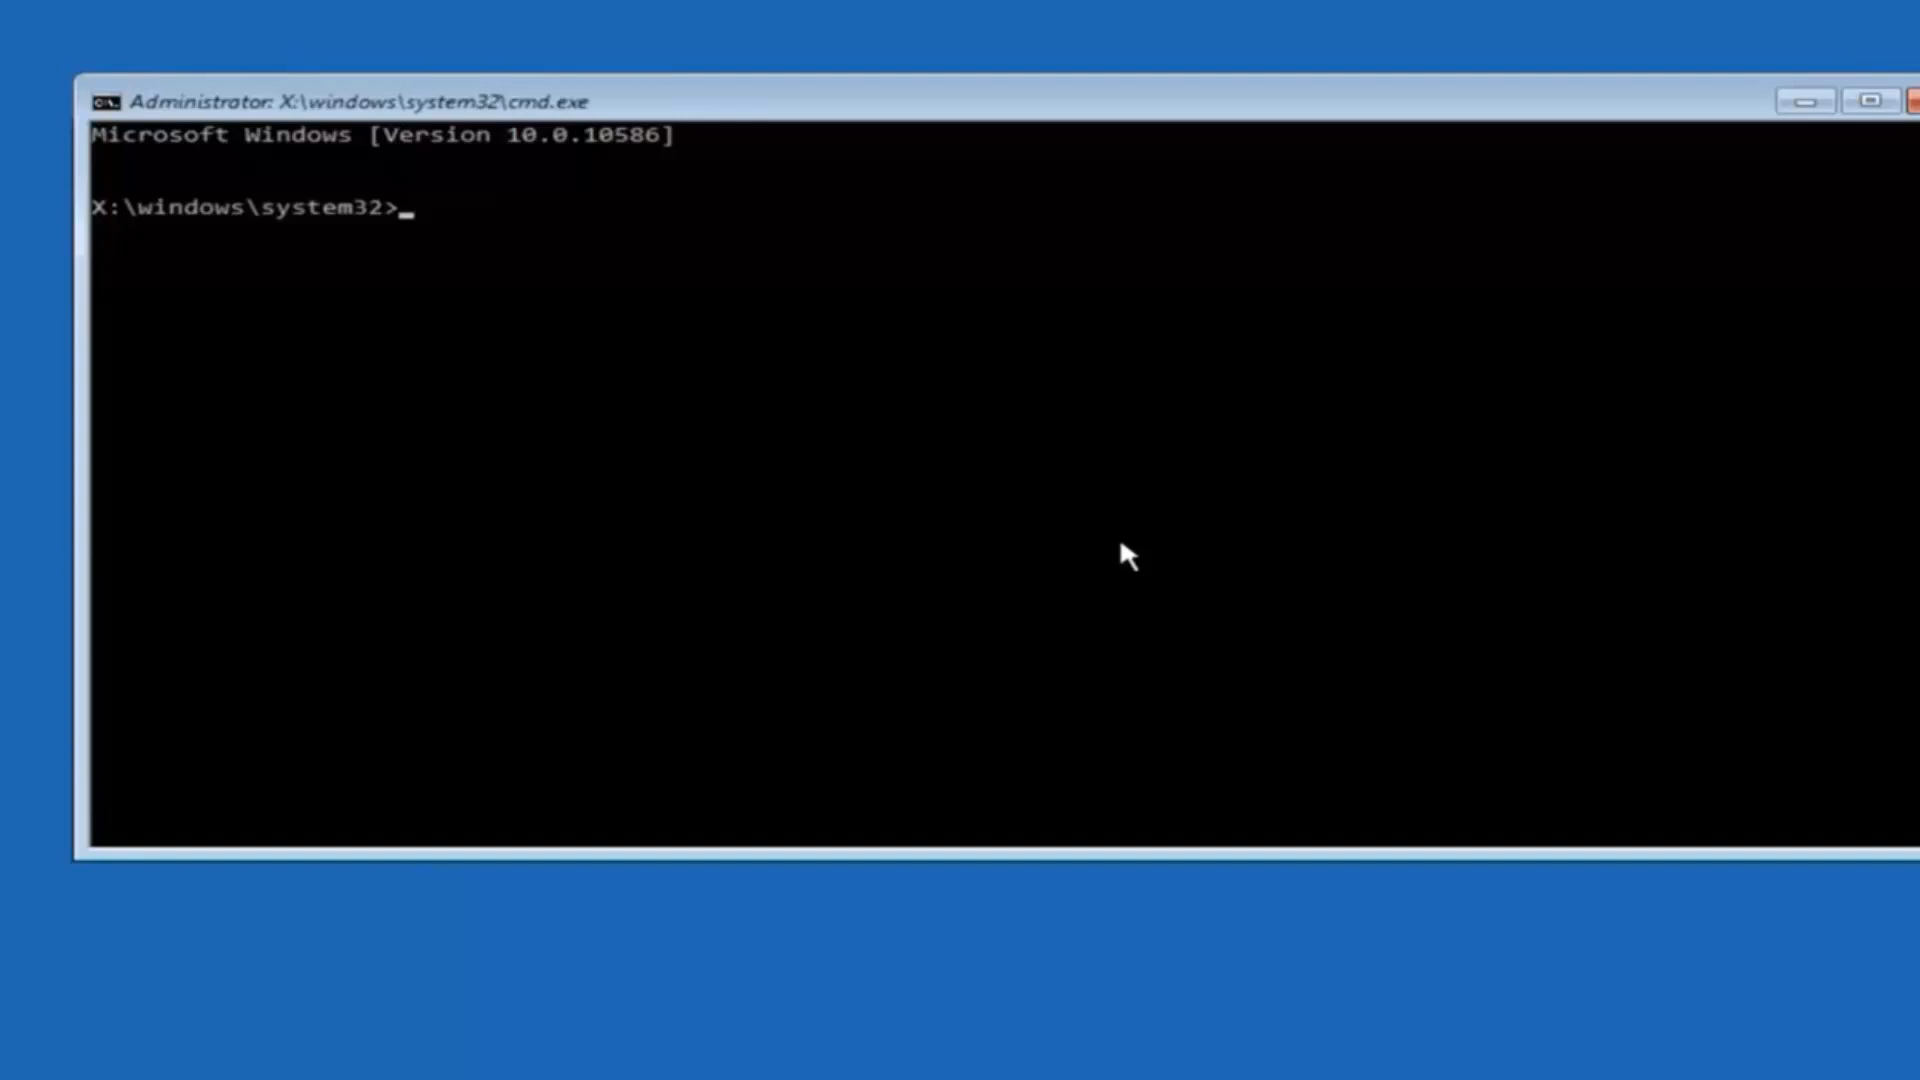 Administrator: X:\windows\system32\cmd.exe
Microsoft Windows [Version 10.0.10586]
X:\windows\system32>